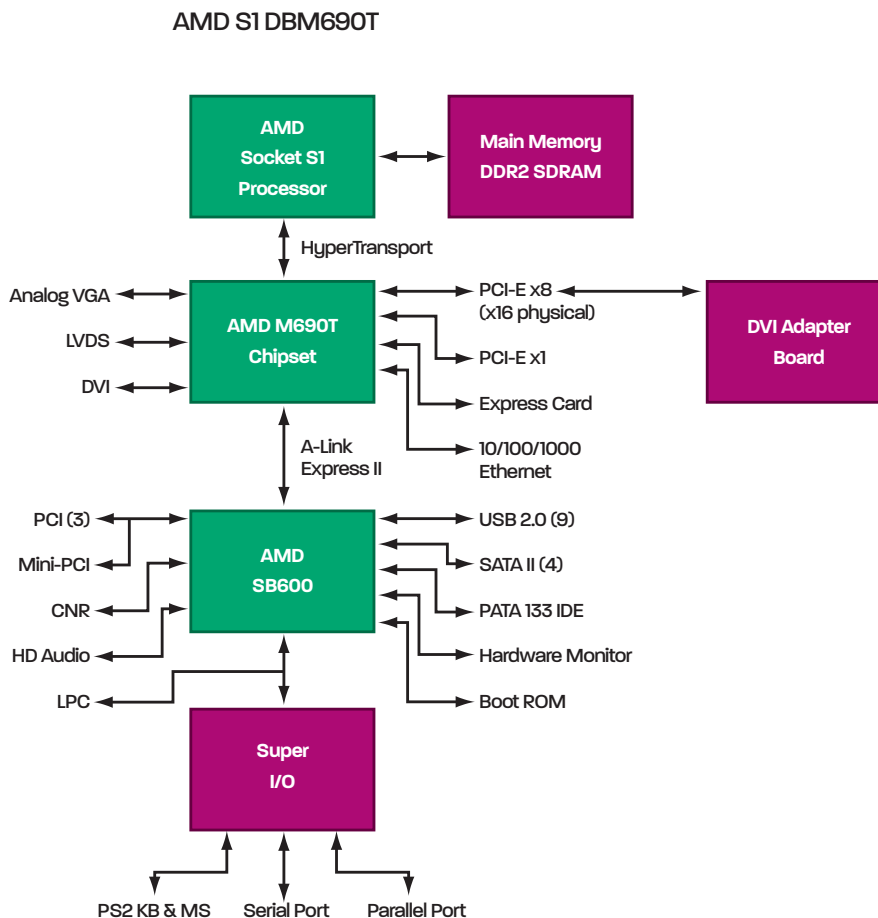 AMD S1 DBM690T
AMD
Socket S1
Processor
Main Memory
DDR2 SDRAM
HyperTransport
Analog VGA
LVDS
DVI
AMD M690T
Chipset
PCI-E x8
(x16 physical)
PCI-E x1
Express Card
10/100/1000
Ethernet
DVI Adapter
Board
A-Link
Express II
PCI (3)
Mini-PCI
CNR
HD Audio
LPC
AMD
SB600
USB 2.0 (9)
SATA II (4)
PATA 133 IDE
Hardware Monitor
Boot ROM
Super
I/O
PS2 KB & MS
Serial Port
Parallel Port